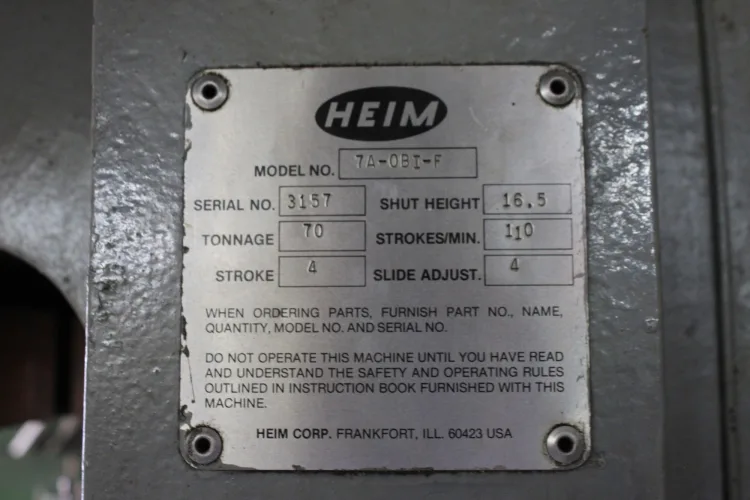 HEIM
MODEL NO. 7A-OBI-F
SERIAL NO. 3157 SHUT HEIGHT 16.5
TONNAGE 70 STROKES/MIN. 110
STROKE 4 SLIDE ADJUST. 4
WHEN ORDERING PARTS, FURNISH PART NO., NAME,
QUANTITY, MODEL NO. AND SERIAL NO.
DO NOT OPERATE THIS MACHINE UNTIL YOU HAVE READ
AND UNDERSTAND THE SAFETY AND OPERATING RULES
OUTLINED IN INSTRUCTION BOOK FURNISHED WITH THIS
MACHINE.
HEIM CORP. FRANKFORT, ILL. 60423 USA